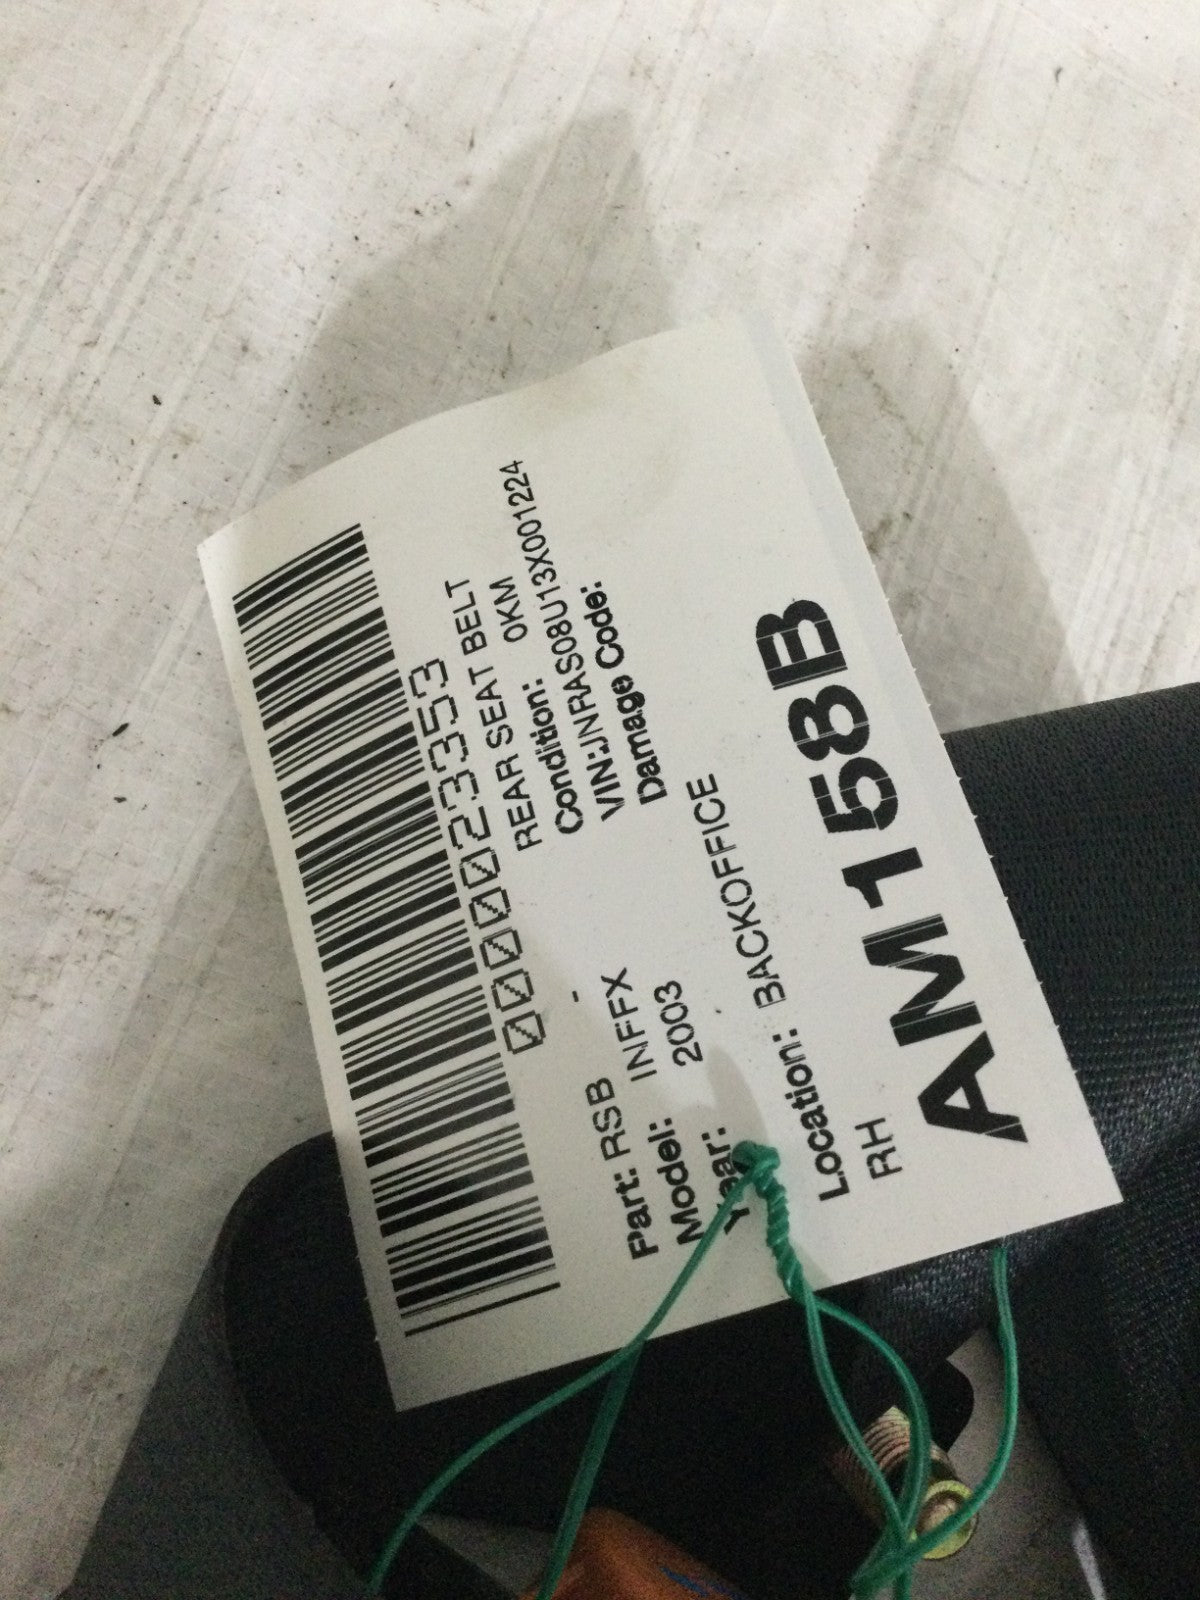 0000023353
Part: RSB - REAR SEAT BELT
Model: INFFX Condition: 0KM
Year: 2003 VIN:JNRAS08U13X001224
Damage Code:
Location: BACKOFFICE
RH
AM158B